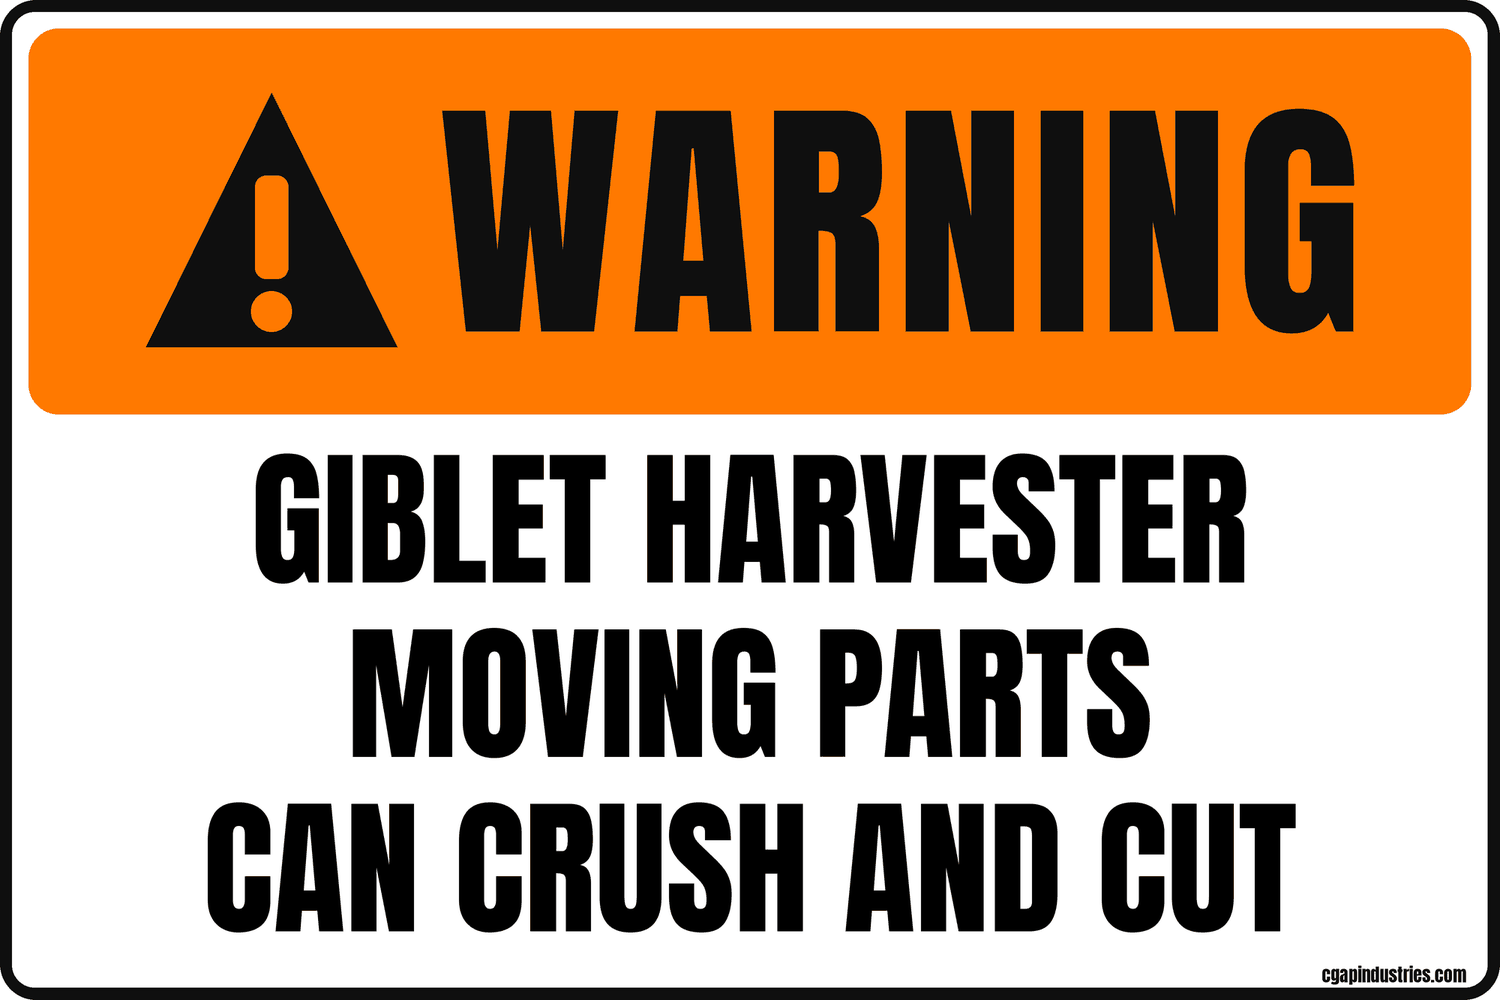 WARNING
GIBLET HARVESTER
MOVING PARTS
CAN CRUSH AND CUT
cgapindustries.com